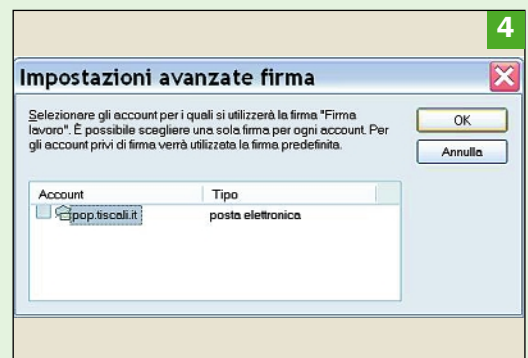 4
Impostazioni avanzate firma
Selezionare gli account per i quali si utilizzerà la firma "Firma
lavoro". È possibile scegliere una sola firma per ogni account. Per
gli account privi di firma verrà utilizzata la firma predefinita.
OK
Annulla
Account Tipo
pop.tiscali.it posta elettronica